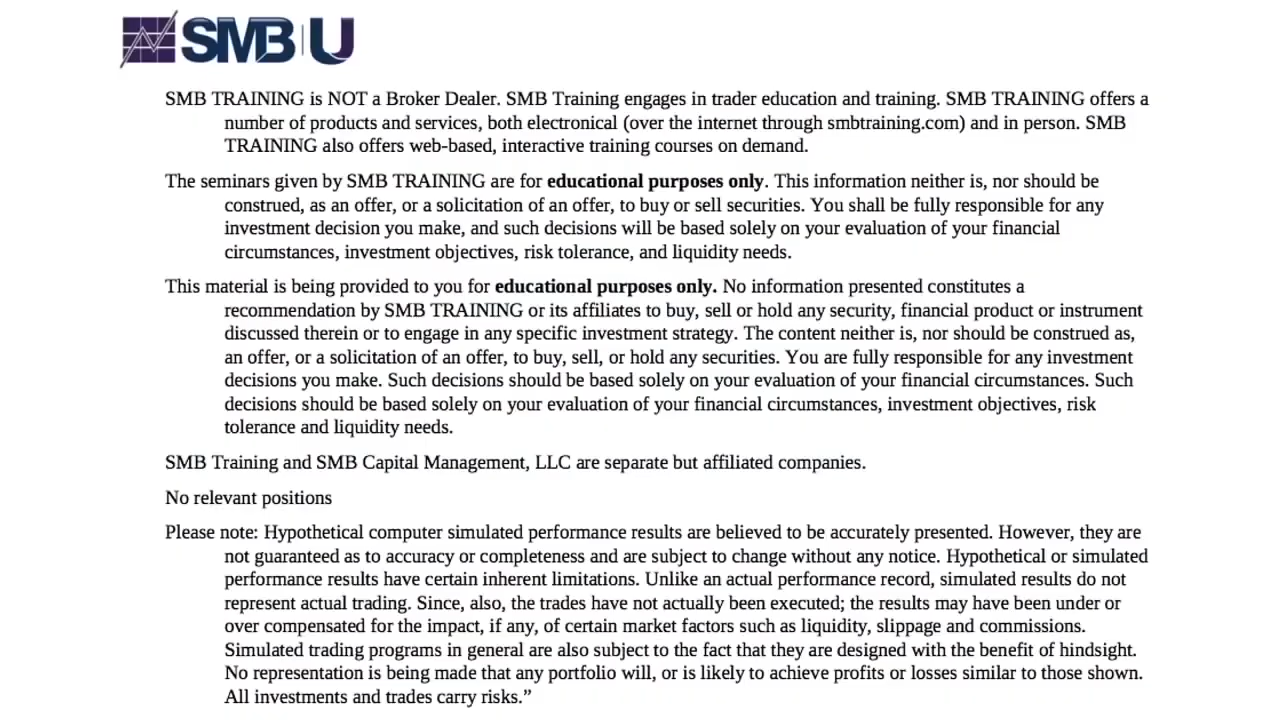 SMB U
SMB TRAINING is NOT a Broker Dealer. SMB Training engages in trader education and training. SMB TRAINING offers a
number of products and services, both electronical (over the internet through smbtraining.com) and in person. SMB
TRAINING also offers web-based, interactive training courses on demand.
The seminars given by SMB TRAINING are for educational purposes only. This information neither is, nor should be
construed, as an offer, or a solicitation of an offer, to buy or sell securities. You shall be fully responsible for any
investment decision you make, and such decisions will be based solely on your evaluation of your financial
circumstances, investment objectives, risk tolerance, and liquidity needs.
This material is being provided to you for educational purposes only. No information presented constitutes a
recommendation by SMB TRAINING or its affiliates to buy, sell or hold any security, financial product or instrument
discussed therein or to engage in any specific investment strategy. The content neither is, nor should be construed as,
an offer, or a solicitation of an offer, to buy, sell, or hold any securities. You are fully responsible for any investment
decisions you make. Such decisions should be based solely on your evaluation of your financial circumstances. Such
decisions should be based solely on your evaluation of your financial circumstances, investment objectives, risk
tolerance and liquidity needs.
SMB Training and SMB Capital Management, LLC are separate but affiliated companies.
No relevant positions
Please note: Hypothetical computer simulated performance results are believed to be accurately presented. However, they are
not guaranteed as to accuracy or completeness and are subject to change without any notice. Hypothetical or simulated
performance results have certain inherent limitations. Unlike an actual performance record, simulated results do not
represent actual trading. Since, also, the trades have not actually been executed; the results may have been under or
over compensated for the impact, if any, of certain market factors such as liquidity, slippage and commissions.
Simulated trading programs in general are also subject to the fact that they are designed with the benefit of hindsight.
No representation is being made that any portfolio will, or is likely to achieve profits or losses similar to those shown.
All investments and trades carry risks.”